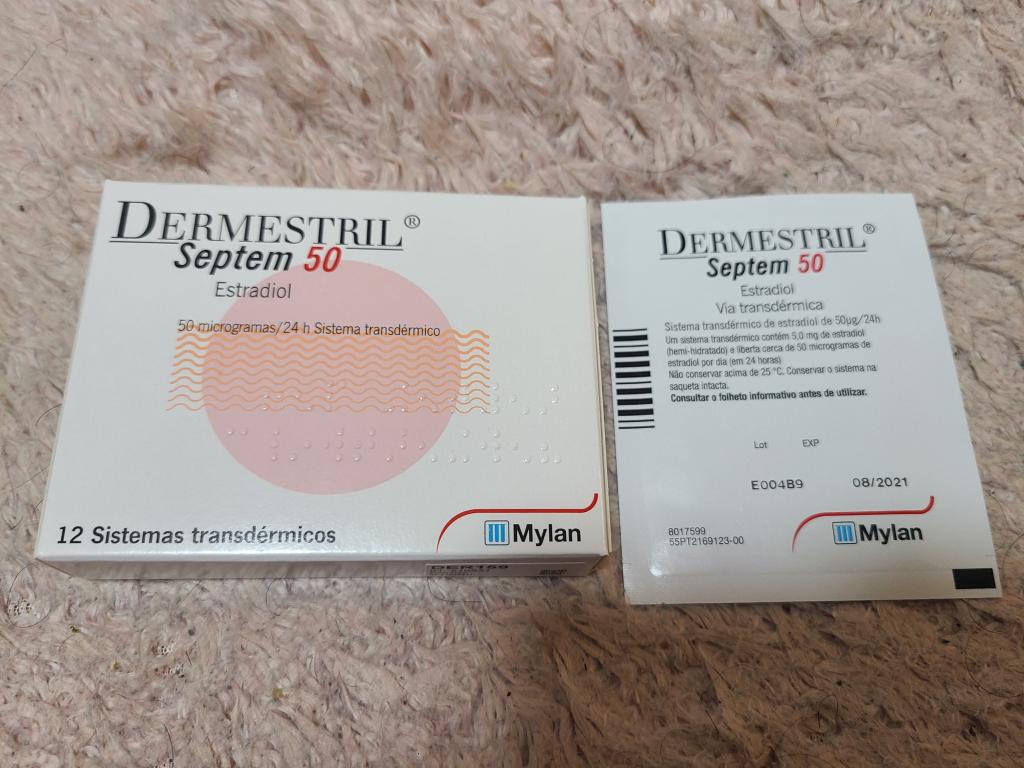 DERMESTRIL®
Septem 50
Estradiol
50 microgramas/24 h Sistema transdérmico
12 Sistemas transdérmicos
Mylan
DER159
DERMESTRIL®
Septem 50
Estradiol
Via transdérmica
Sistema transdérmico de estradiol de 50µg/24h
Um sistema transdérmico contém 5,0 mg de estradiol
(hemi-hidratado) e liberta cerca de 50 microgramas de
estradiol por dia (em 24 horas)
Não conservar acima de 25 °C. Conservar o sistema na
saqueta intacta.
Consultar o folheto informativo antes de utilizar.
Lot EXP
E004B9 08/2021
8017599
55PT2169123-00
Mylan